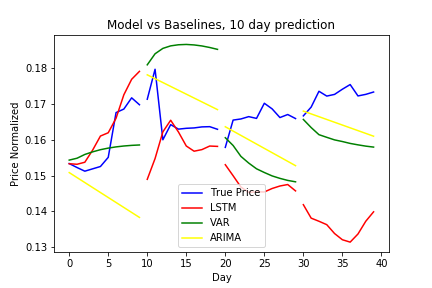 Model vs Baselines, 10 day prediction
Price Normalized
0.18
0.17
0.16
0.15
0.14
0.13
True Price
LSTM
VAR
ARIMA
0 5 10 15 20 25 30 35 40
Day